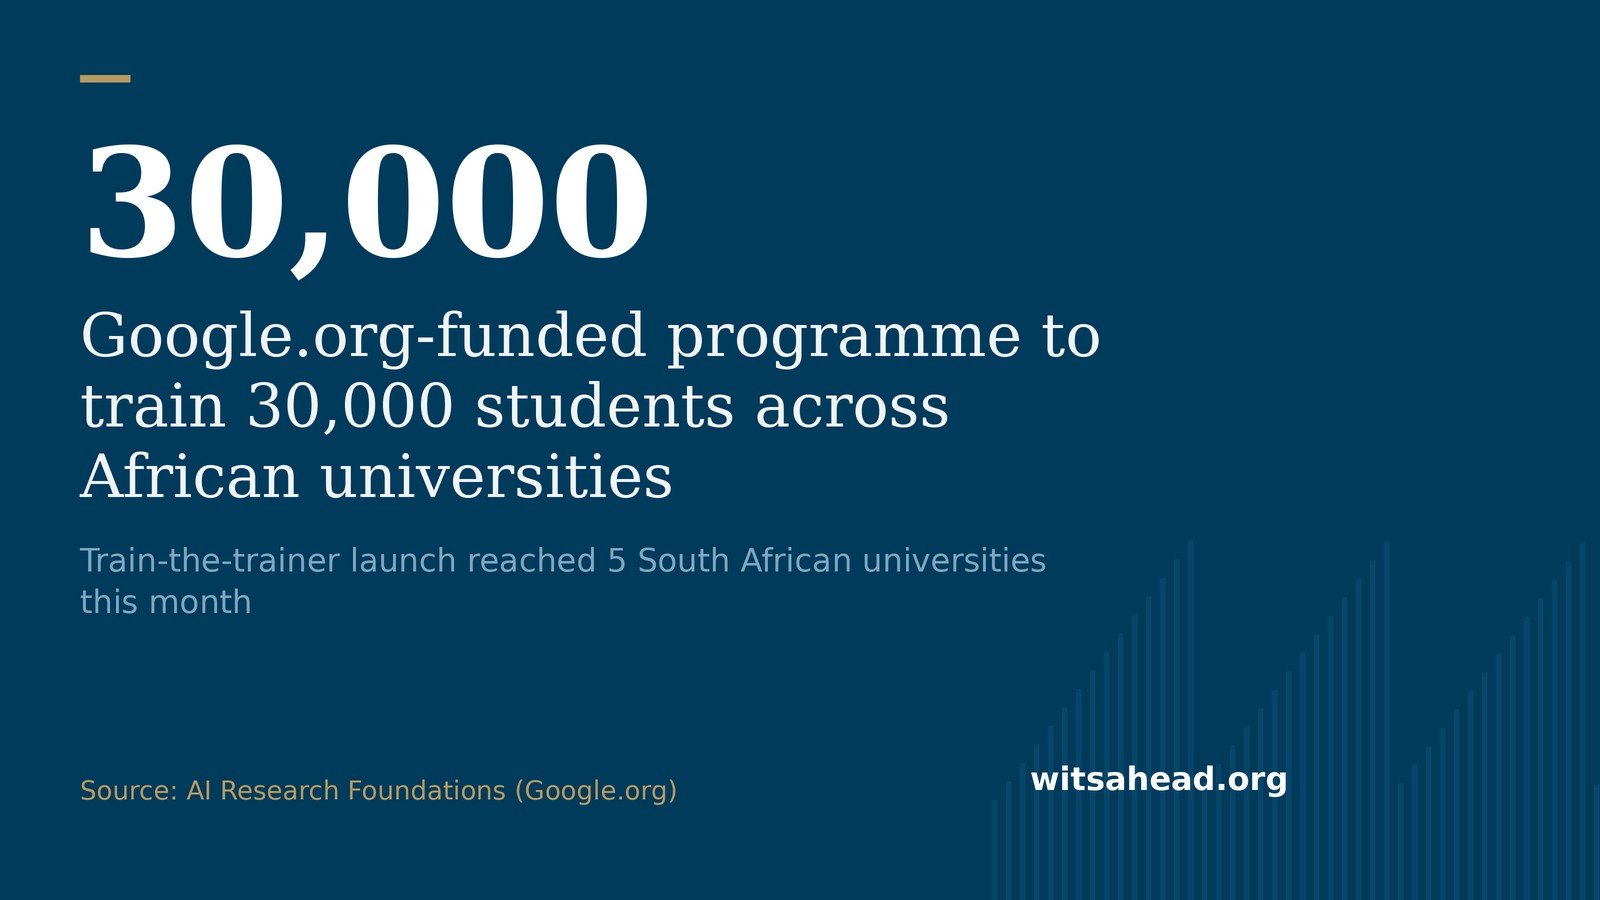 30,000
Google.org-funded programme to
train 30,000 students across
African universities
Train-the-trainer launch reached 5 South African universities
this month
Source: AI Research Foundations (Google.org)
witsahead.org